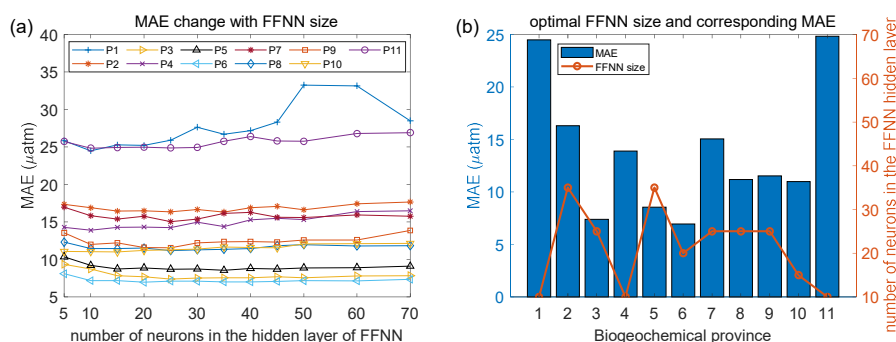 (a)
MAE change with FFNN size
MAE (μatm)
40
35
30
25
20
15
10
5
P1 P3 P5 P7 P9 P11
P2 P4 P6 P8 P10
5 10 20 30 40 50 60 70
number of neurons in the hidden layer of FFNN
(b)
optimal FFNN size and corresponding MAE
MAE (μatm)
25
20
15
10
5
0
MAE
FFNN size
70
60
50
40
30
20
10
number of neurons in the FFNN hidden layer
1 2 3 4 5 6 7 8 9 10 11
Biogeochemical province